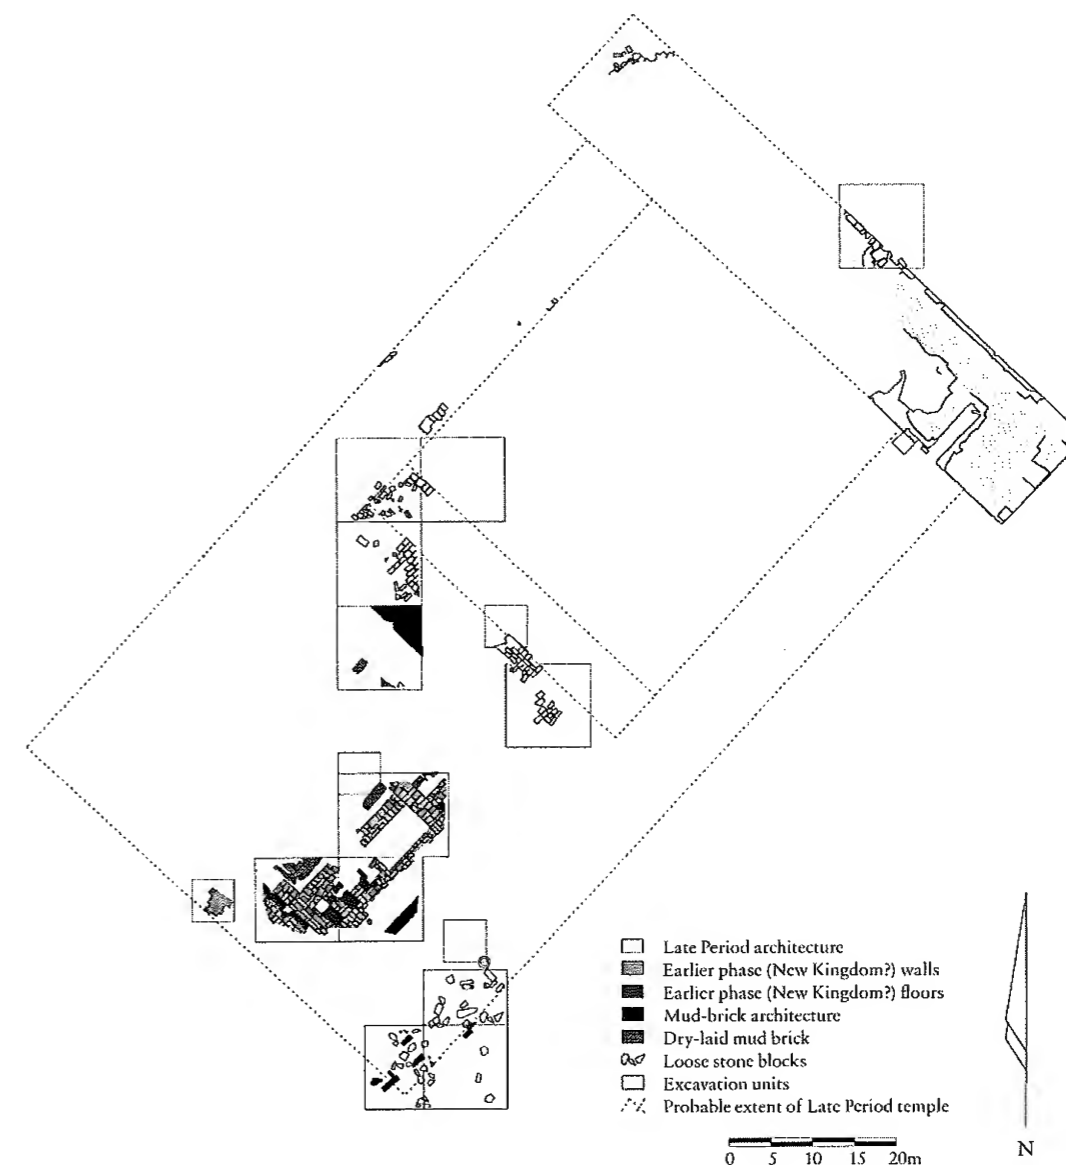 Late Period architecture
Earlier phase (New Kingdom?) walls
Earlier phase (New Kingdom?) floors
Mud-brick architecture
Dry-laid mud brick
Loose stone blocks
Excavation units
Probable extent of Late Period temple
0 5 10 15 20m
N